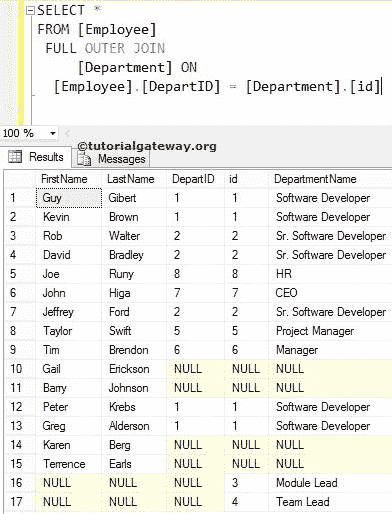 SELECT *
FROM [Employee]
FULL OUTER JOIN
[Department] ON
[Employee].[DepartID] = [Department].[id]
100 %
©tutorialgateway.org
Results Messages
FirstName LastName DepartID id DepartmentName
1 Guy Gibert 1 1 Software Developer
2 Kevin Brown 1 1 Software Developer
3 Rob Walter 2 2 Sr. Software Developer
4 David Bradley 2 2 Sr. Software Developer
5 Joe Runy 8 8 HR
6 John Higa 7 7 CEO
7 Jeffrey Ford 2 2 Sr. Software Developer
8 Taylor Swift 5 5 Project Manager
9 Tim Brendon 6 6 Manager
10 Gail Erickson NULL NULL NULL
11 Barry Johnson NULL NULL NULL
12 Peter Krebs 1 1 Software Developer
13 Greg Alderson 1 1 Software Developer
14 Karen Berg NULL NULL NULL
15 Terrence Earls NULL NULL NULL
16 NULL NULL NULL 3 Module Lead
17 NULL NULL NULL 4 Team Lead